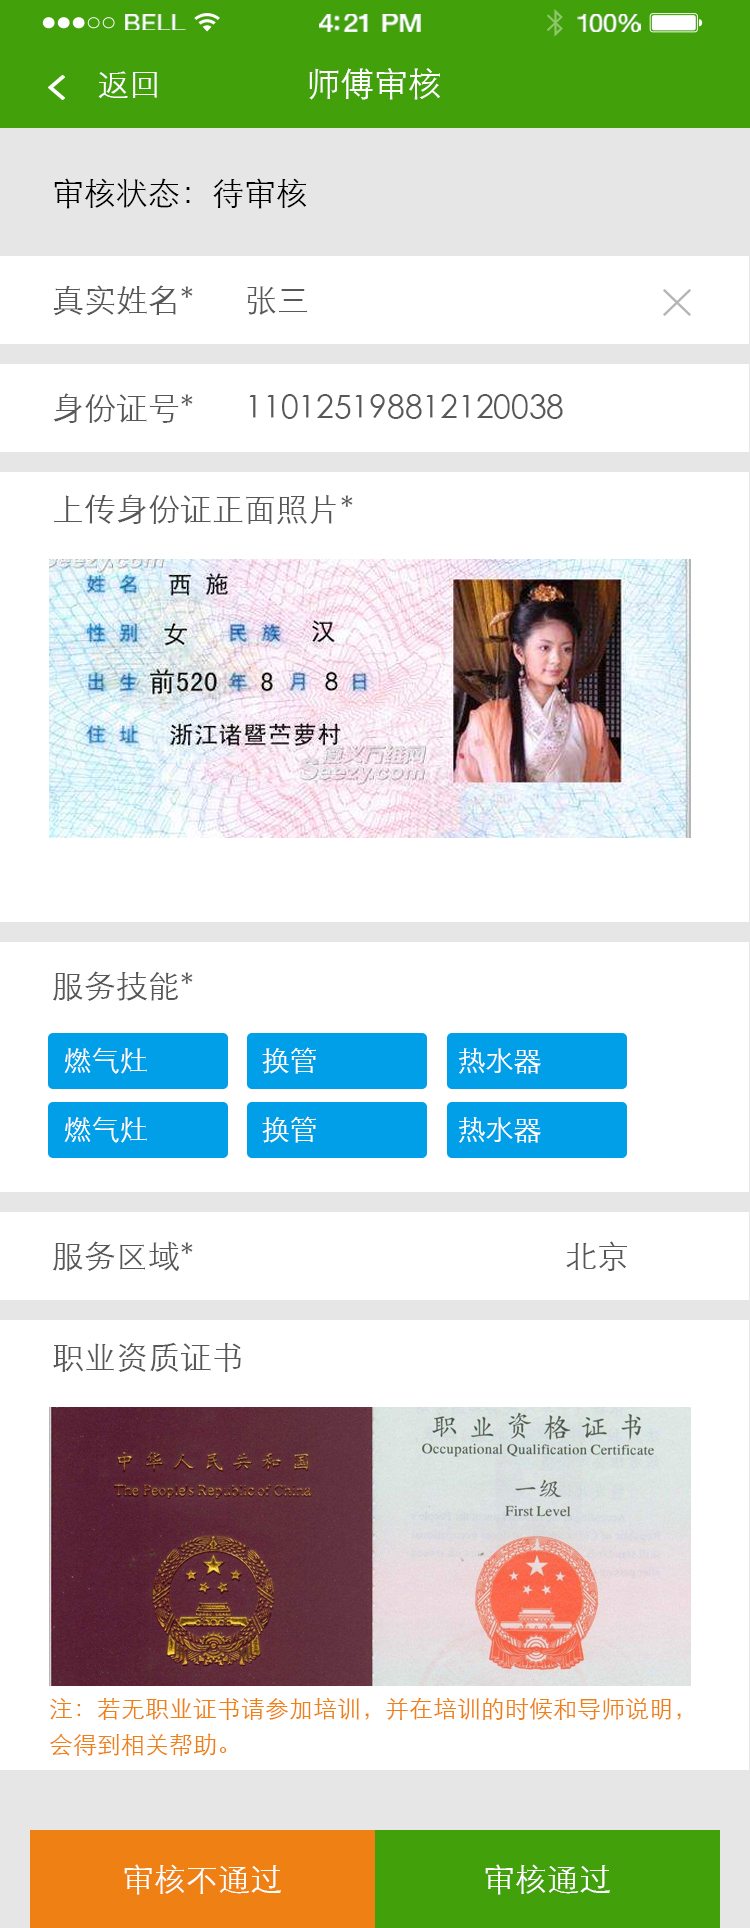 BELL 4:21 PM 100%
返回 师傅审核
审核状态：待审核
真实姓名* 张三
身份证号* 110125198812120038
上传身份证正面照片*
Seezy.com
姓名 西施
性别 女 民族 汉
出生 前520 年 8 月 8 日
住址 浙江诸暨苎萝村
遵义万维网
Seezy.com
服务技能*
燃气灶 换管 热水器
燃气灶 换管 热水器
服务区域* 北京
职业资质证书
中华人民共和国
The People's Republic of China
职业资格证书
Occupational Qualification Certificate
一级
First Level
注：若无职业证书请参加培训，并在培训的时候和导师说明，
会得到相关帮助。
审核不通过 审核通过